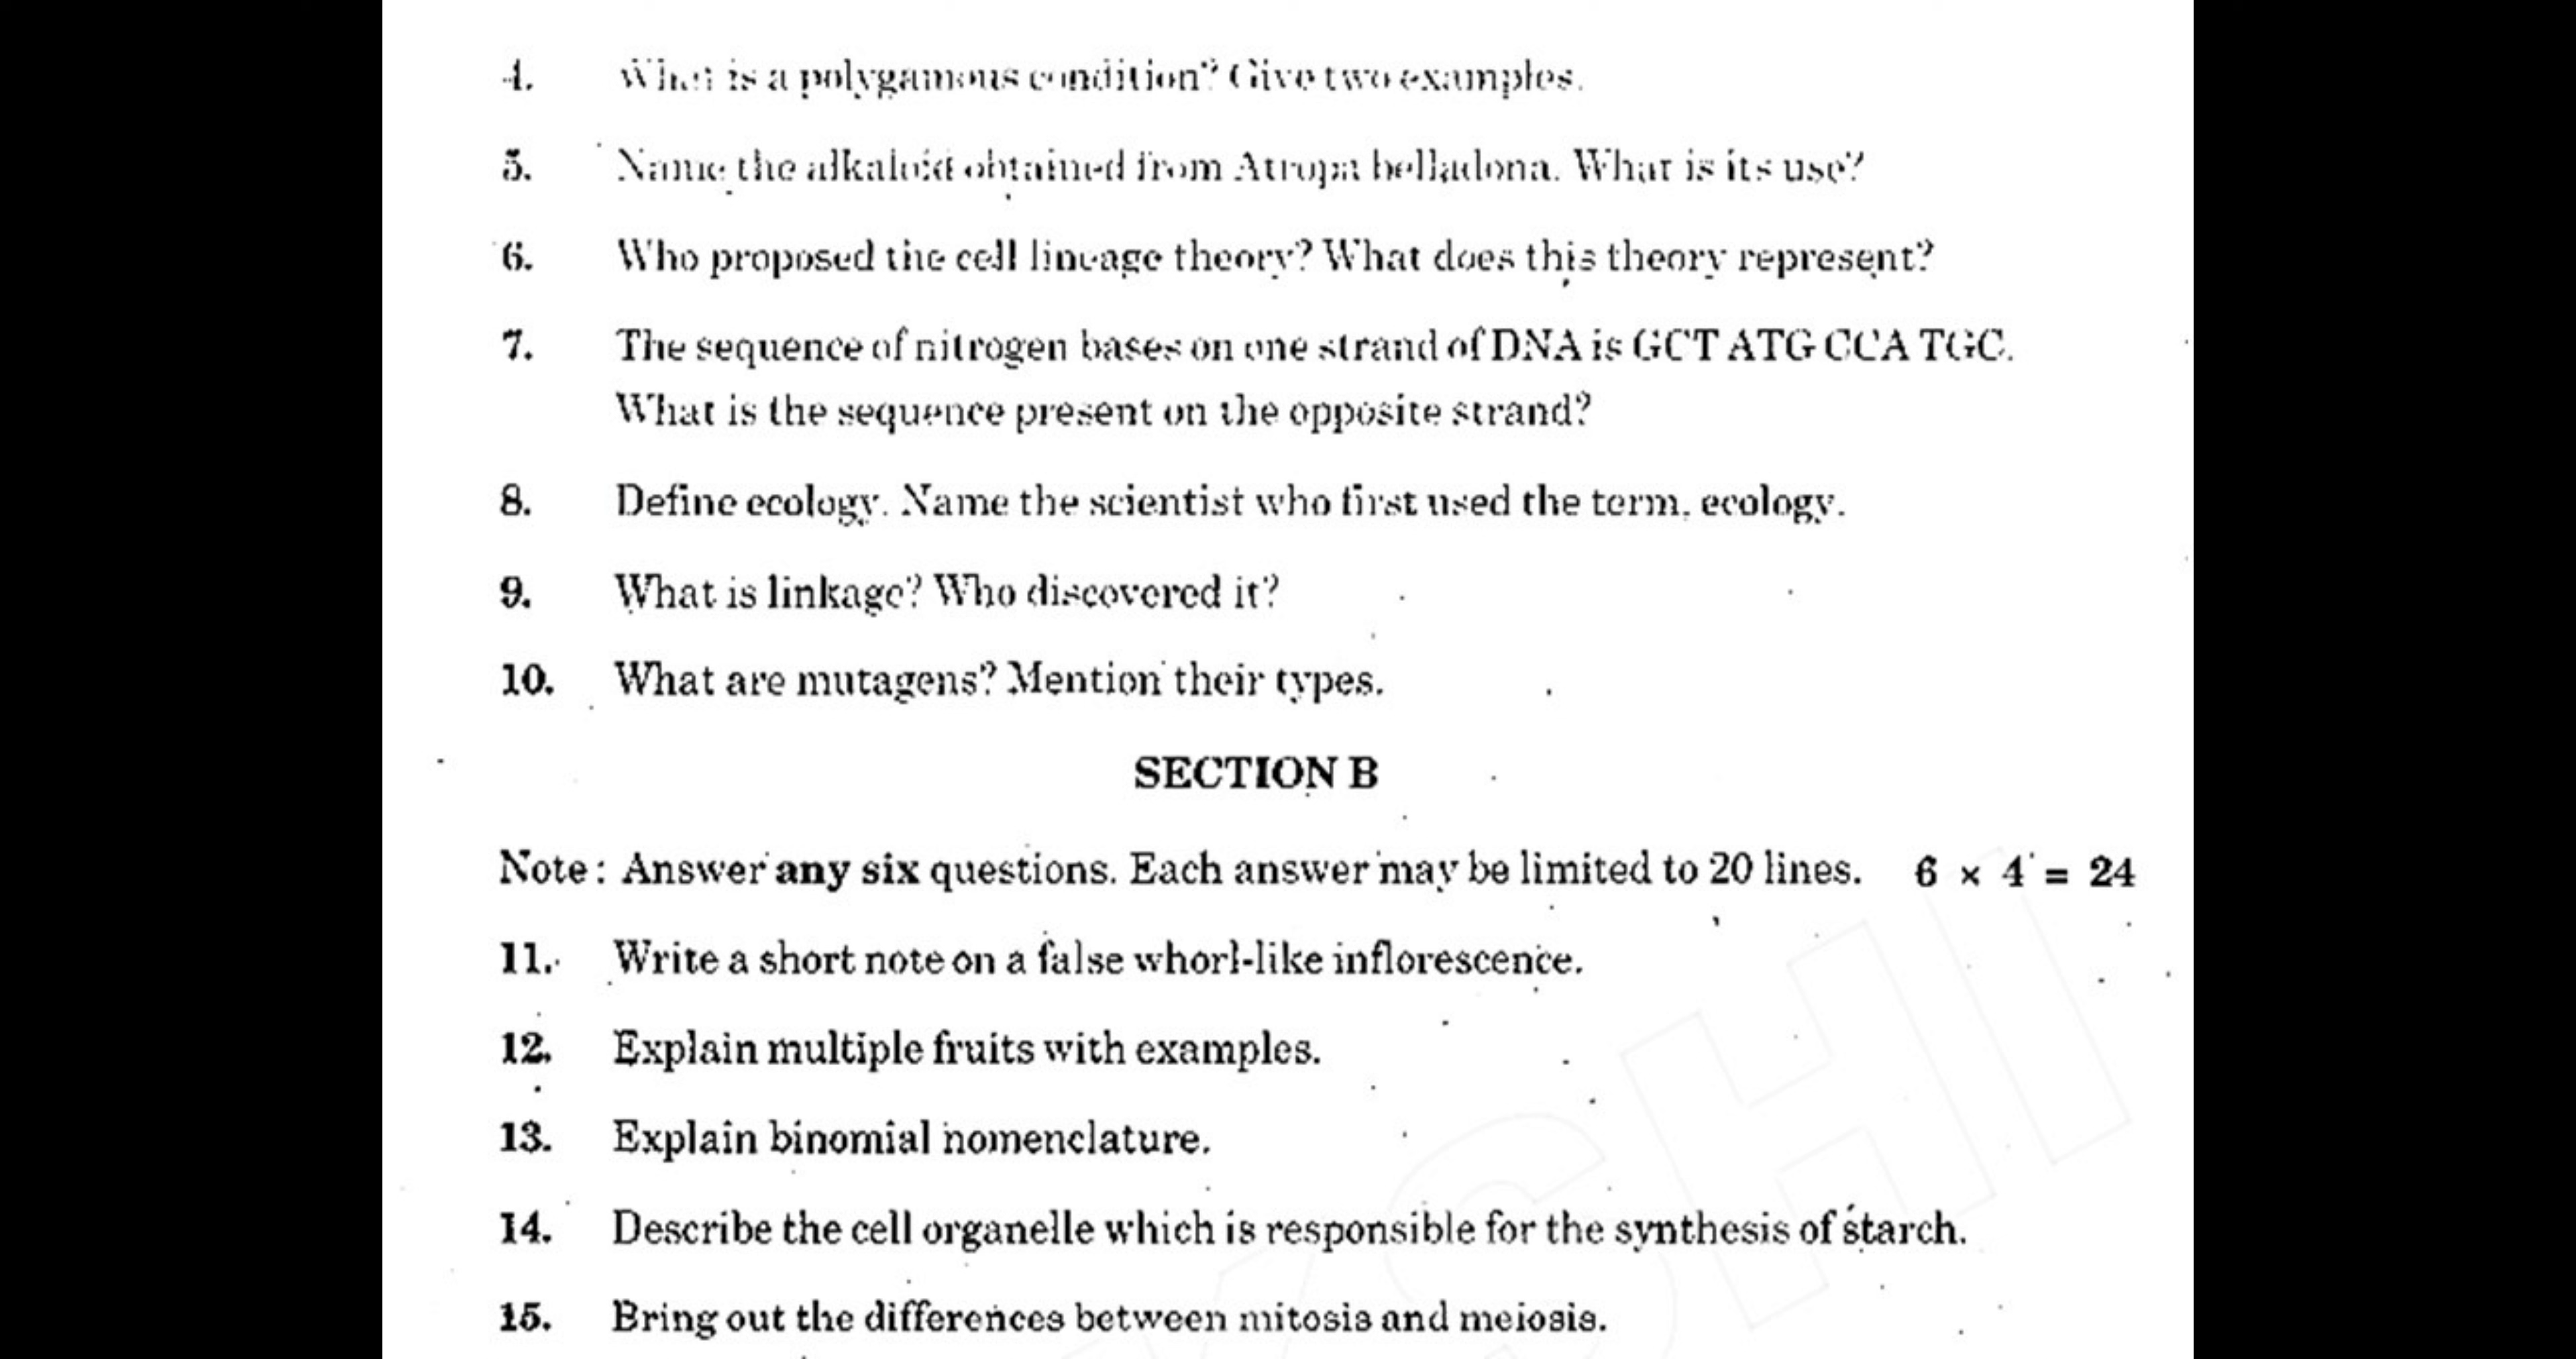 4. What is a polygamous condition? Give two examples.
5. Name the alkaloid obtained from Atropa belladona. What is its use?
6. Who proposed the cell lineage theory? What does this theory represent?
7. The sequence of nitrogen bases on one strand of DNA is GCT ATG CCA TGC.
What is the sequence present on the opposite strand?
8. Define ecology. Name the scientist who first used the term, ecology.
9. What is linkage? Who discovered it?
10. What are mutagens? Mention their types.
SECTION B
Note : Answer any six questions. Each answer may be limited to 20 lines. 6 × 4 = 24
11. Write a short note on a false whorl-like inflorescence.
12. Explain multiple fruits with examples.
13. Explain binomial nomenclature.
14. Describe the cell organelle which is responsible for the synthesis of starch.
15. Bring out the differences between mitosis and meiosis.